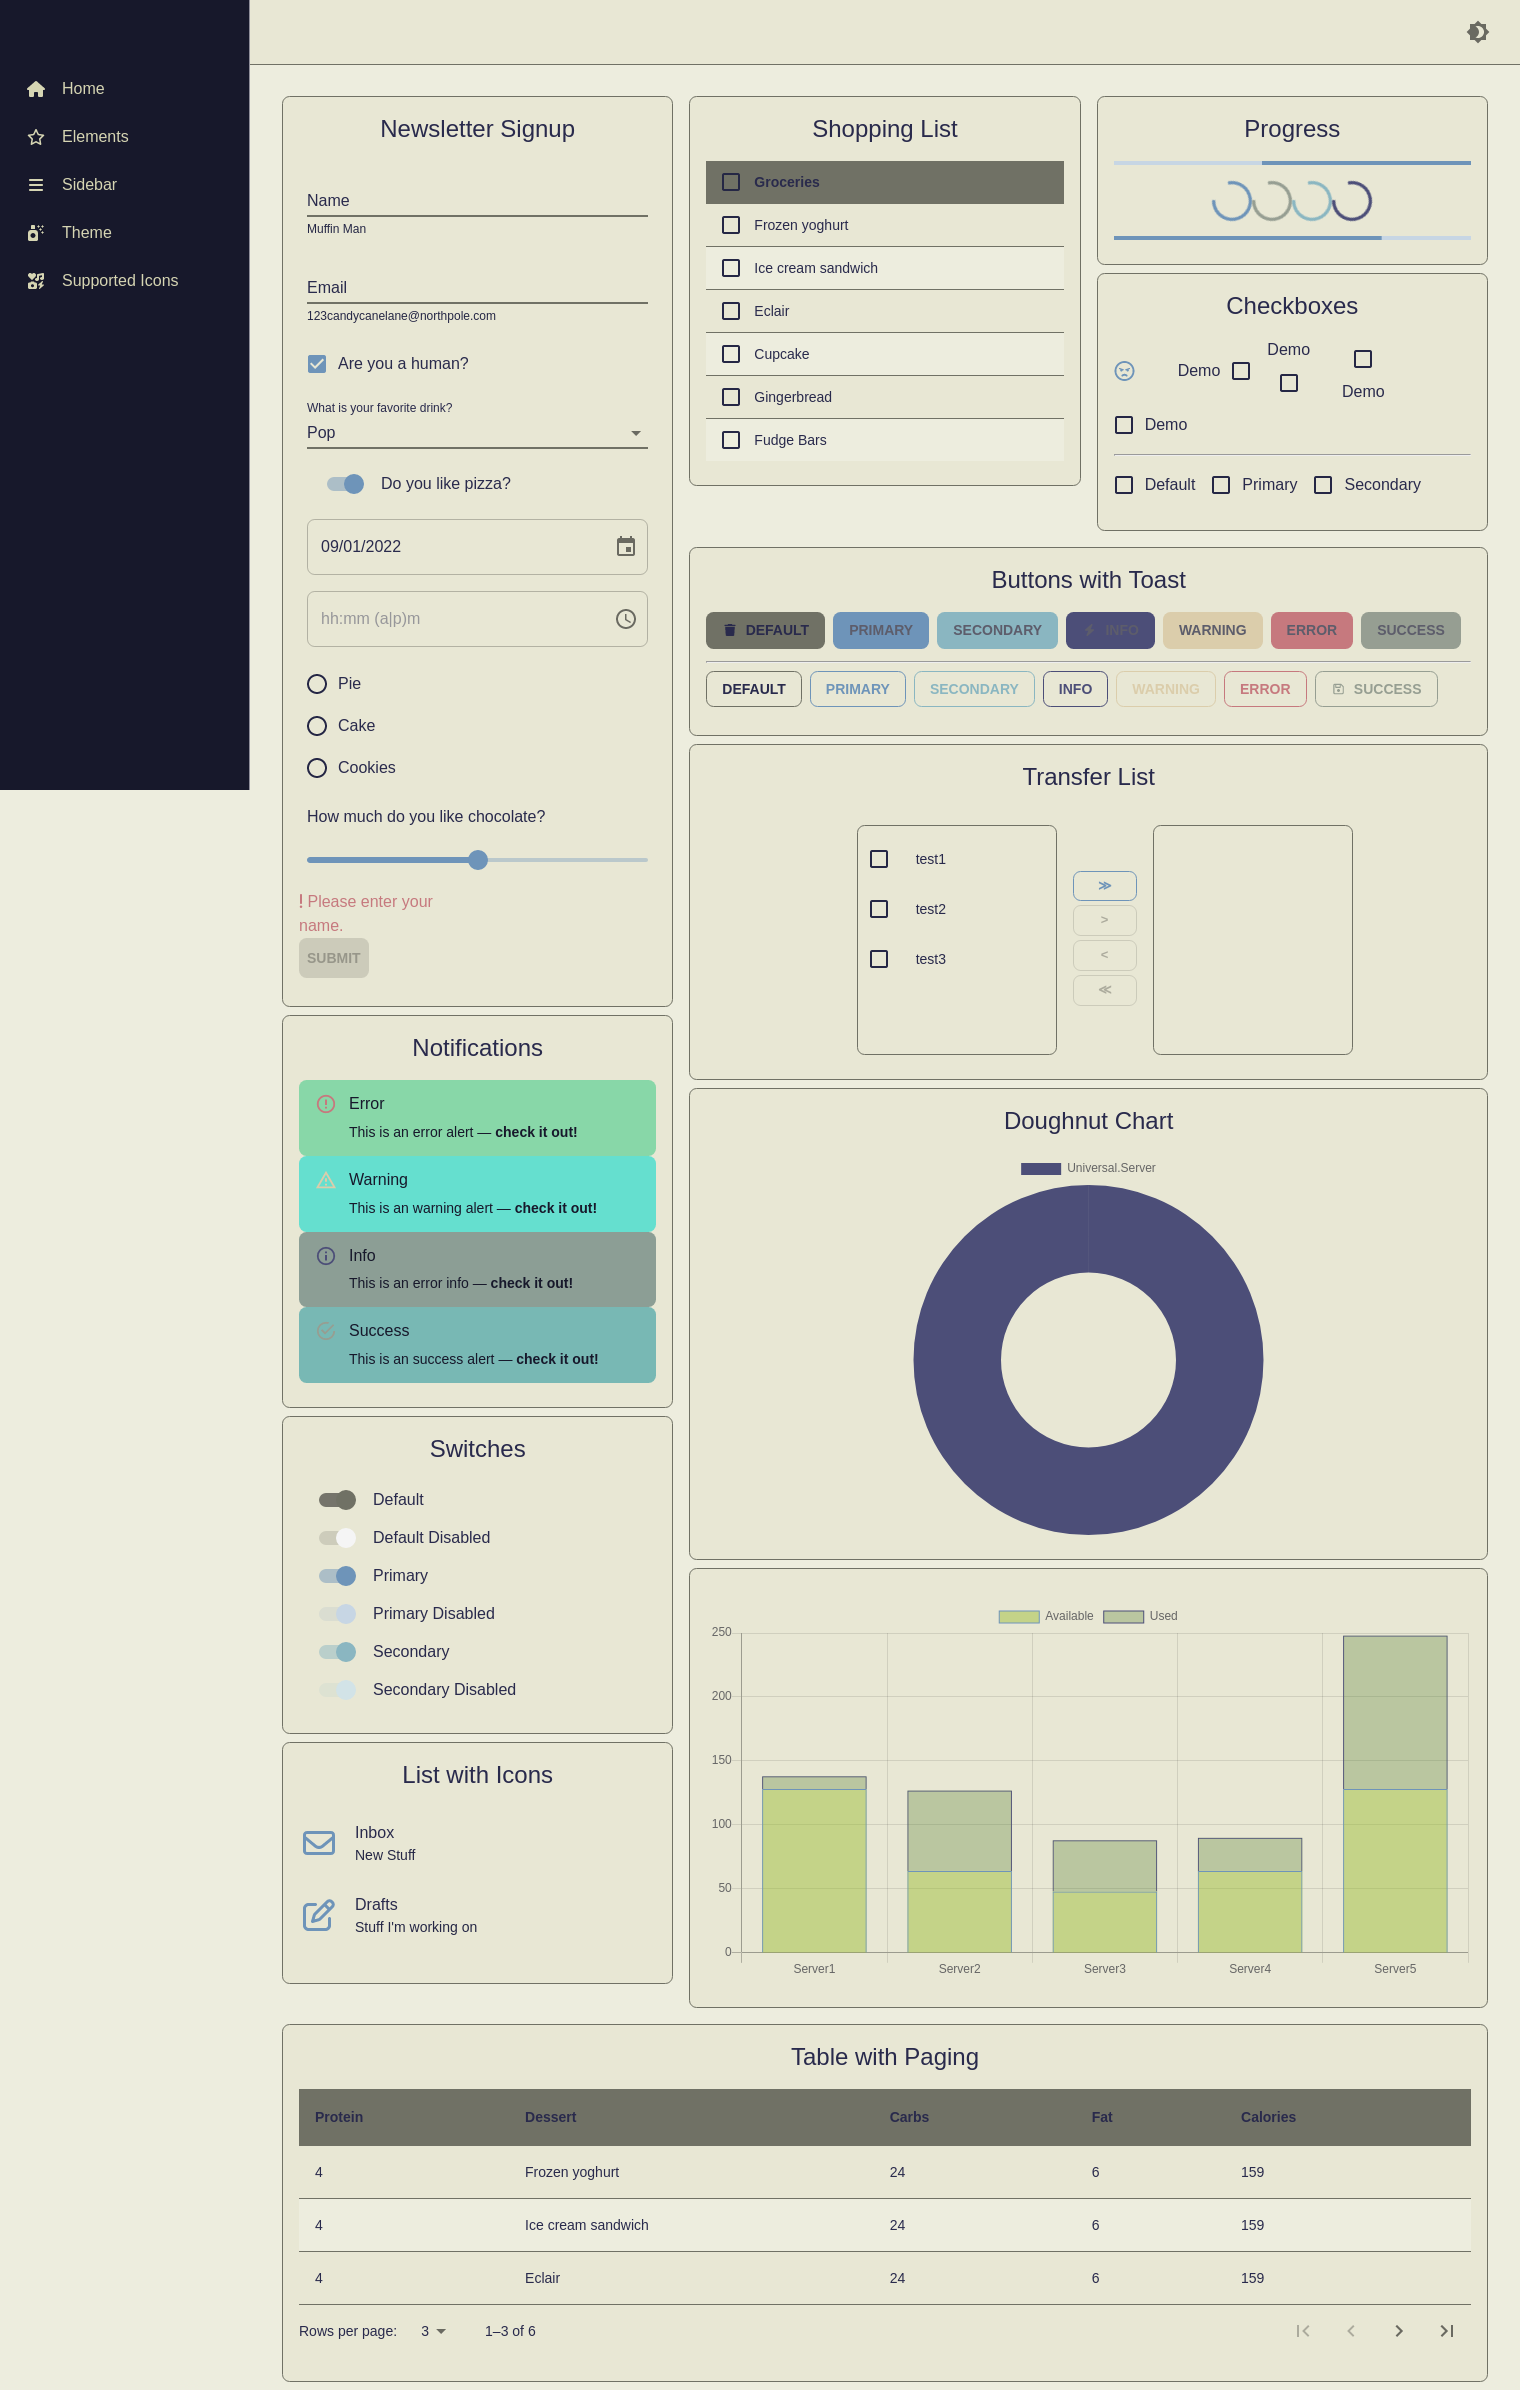 Home
Elements
Sidebar
Theme
Supported Icons
Newsletter Signup
Name
Muffin Man
Email
123candycanelane@northpole.com
Are you a human?
What is your favorite drink?
Pop
Do you like pizza?
09/01/2022
hh:mm (a|p)m
Pie
Cake
Cookies
How much do you like chocolate?
! Please enter your
name.
SUBMIT
Notifications
Error
This is an error alert — check it out!
Warning
This is an warning alert — check it out!
Info
This is an error info — check it out!
Success
This is an success alert — check it out!
Switches
Default
Default Disabled
Primary
Primary Disabled
Secondary
Secondary Disabled
List with Icons
Inbox
New Stuff
Drafts
Stuff I'm working on
Shopping List
Groceries
Frozen yoghurt
Ice cream sandwich
Eclair
Cupcake
Gingerbread
Fudge Bars
Progress
Checkboxes
Demo
Demo
Demo
Demo
Default Primary Secondary
Buttons with Toast
DEFAULT PRIMARY SECONDARY INFO WARNING ERROR SUCCESS
DEFAULT PRIMARY SECONDARY INFO WARNING ERROR SUCCESS
Transfer List
test1
test2
test3
≫
>
<
≪
Doughnut Chart
Universal.Server
Available Used
250
200
150
100
50
0
Server1 Server2 Server3 Server4 Server5
Table with Paging
Protein Dessert Carbs Fat Calories
4 Frozen yoghurt 24 6 159
4 Ice cream sandwich 24 6 159
4 Eclair 24 6 159
Rows per page: 3 1–3 of 6